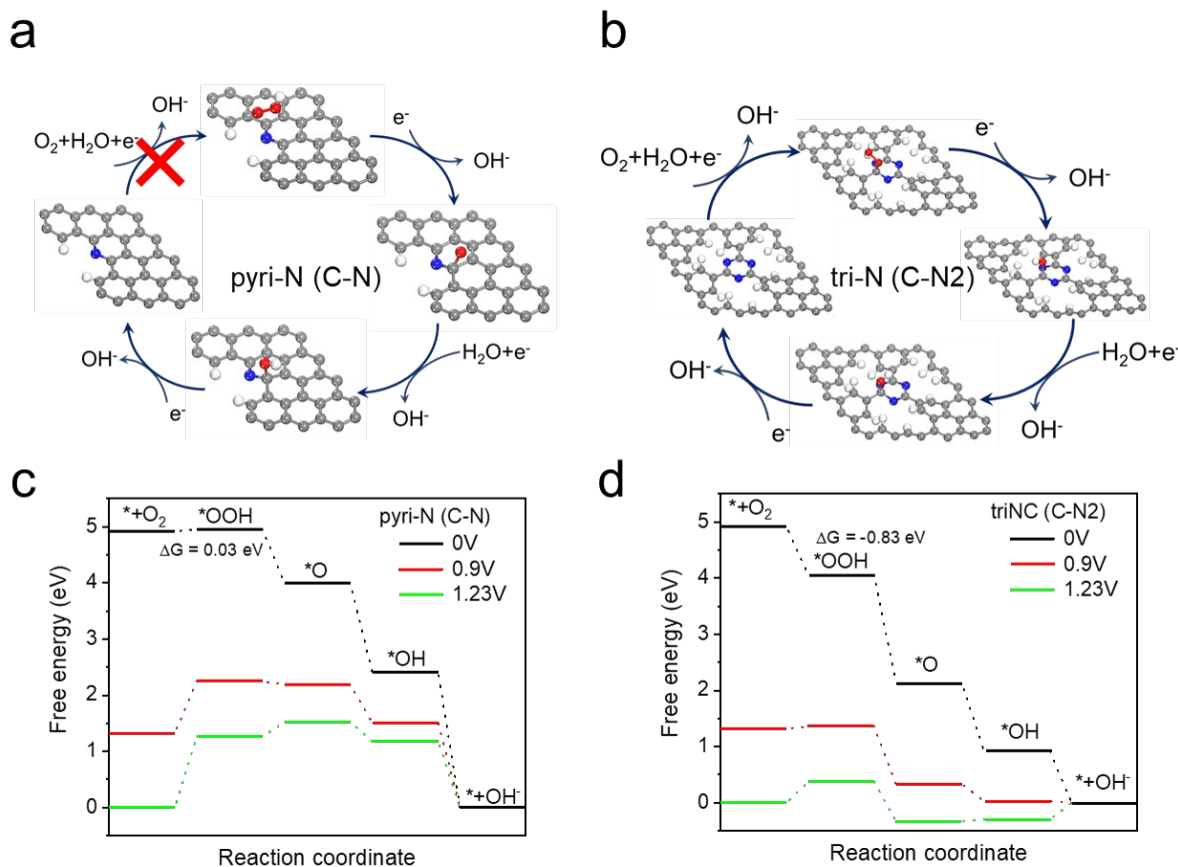 a
OH-
O2+H2O+e-
e-
OH-
pyri-N (C-N)
H2O+e-
OH-
e-
OH-
b
OH-
O2+H2O+e-
e-
OH-
tri-N (C-N2)
H2O+e-
OH-
e-
OH-
c
Free energy (eV)
5
4
3
2
1
0
*+O2
*OOH
ΔG = 0.03 eV
*O
*OH
*+OH-
pyri-N (C-N)
0V
0.9V
1.23V
Reaction coordinate
d
Free energy (eV)
5
4
3
2
1
0
*+O2
ΔG = -0.83 eV
*OOH
*O
*OH
*+OH-
triNC (C-N2)
0V
0.9V
1.23V
Reaction coordinate